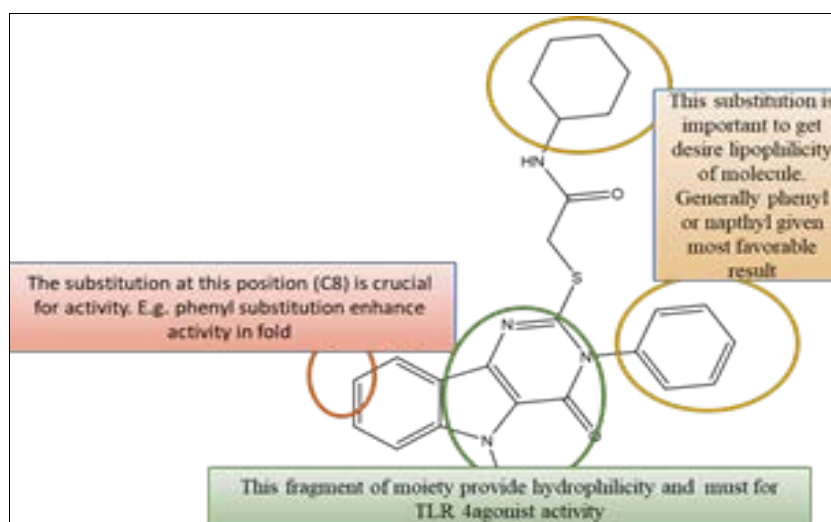 This substitution is
important to get
desire lipophilicity
of molecule.
Generally phenyl
or napthyl given
most favorable
result
HN
O
S
The substitution at this position (C8) is crucial
for activity. E.g. phenyl substitution enhance
activity in fold
N
N
O
N
This fragment of moiety provide hydrophilicity and must for
TLR 4agonist activity